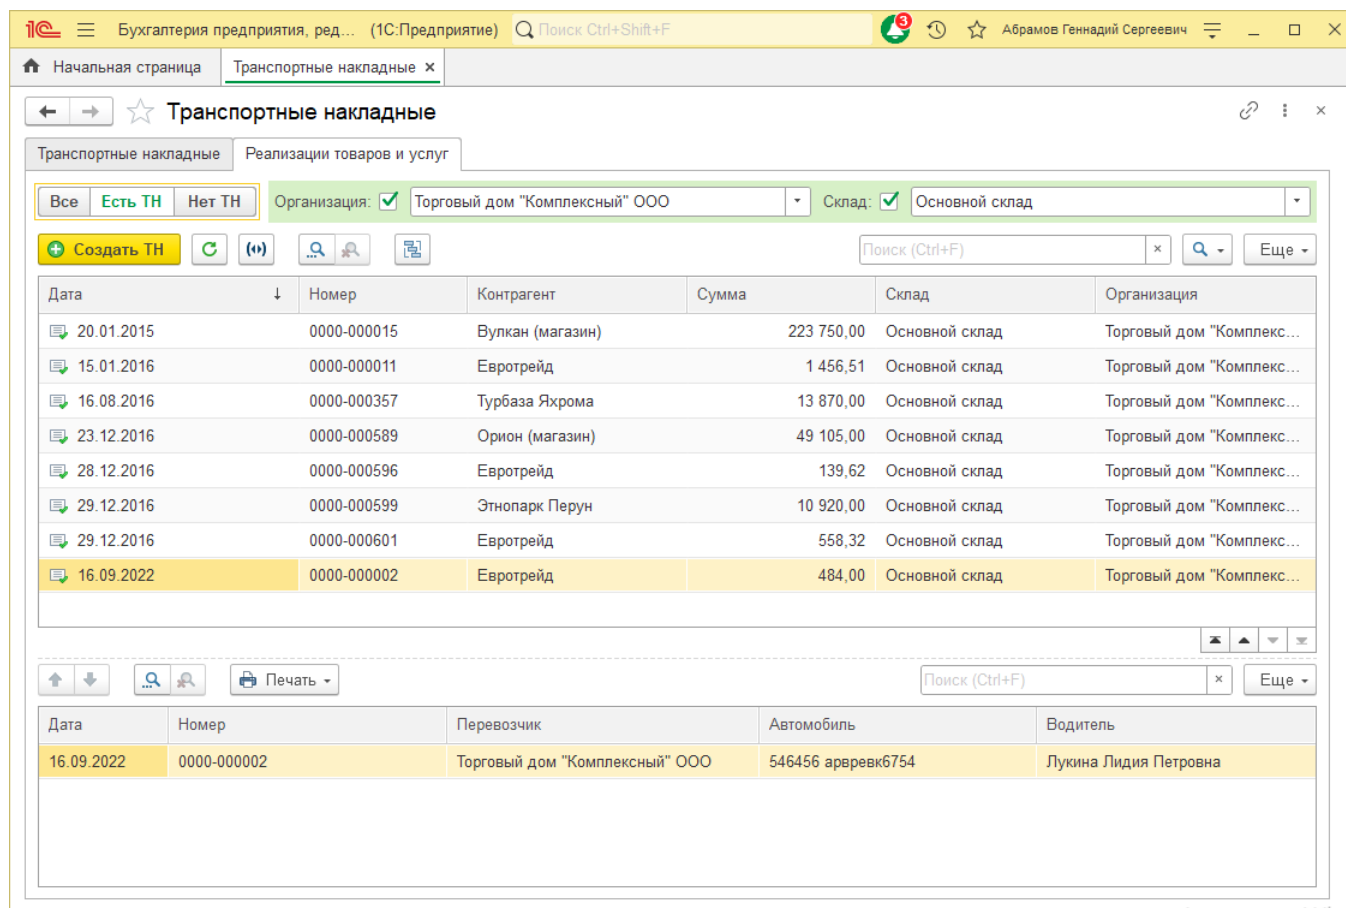 1С Бухгалтерия предприятия, ред... (1С:Предприятие) Поиск Ctrl+Shift+F 3 Абрамов Геннадий Сергеевич
Начальная страница Транспортные накладные ×
Транспортные накладные
Транспортные накладные Реализации товаров и услуг
Все Есть ТН Нет ТН Организация: Торговый дом "Комплексный" ООО Склад: Основной склад
Создать ТН Поиск (Ctrl+F) × Еще
Дата ↓ Номер Контрагент Сумма Склад Организация
20.01.2015 0000-000015 Вулкан (магазин) 223 750,00 Основной склад Торговый дом "Комплекс...
15.01.2016 0000-000011 Евротрейд 1 456,51 Основной склад Торговый дом "Комплекс...
16.08.2016 0000-000357 Турбаза Яхрома 13 870,00 Основной склад Торговый дом "Комплекс...
23.12.2016 0000-000589 Орион (магазин) 49 105,00 Основной склад Торговый дом "Комплекс...
28.12.2016 0000-000596 Евротрейд 139,62 Основной склад Торговый дом "Комплекс...
29.12.2016 0000-000599 Этнопарк Перун 10 920,00 Основной склад Торговый дом "Комплекс...
29.12.2016 0000-000601 Евротрейд 558,32 Основной склад Торговый дом "Комплекс...
16.09.2022 0000-000002 Евротрейд 484,00 Основной склад Торговый дом "Комплекс...
Печать Поиск (Ctrl+F) × Еще
Дата Номер Перевозчик Автомобиль Водитель
16.09.2022 0000-000002 Торговый дом "Комплексный" ООО 546456 арвревк6754 Лукина Лидия Петровна